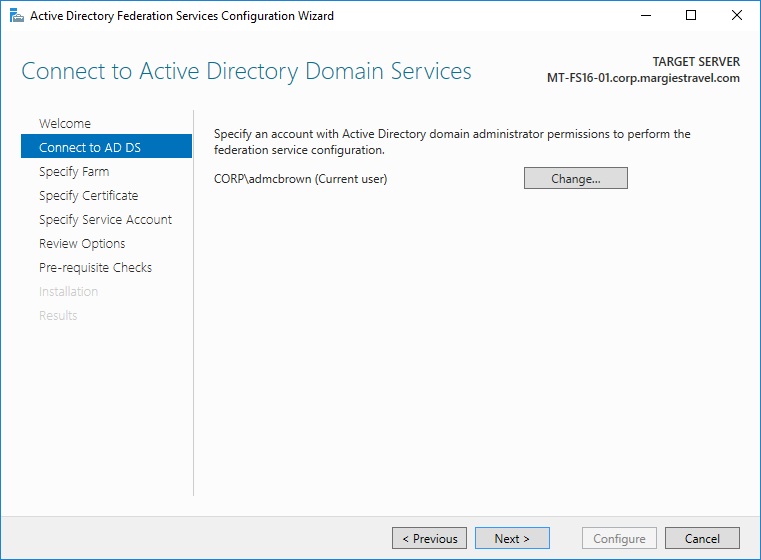 Active Directory Federation Services Configuration Wizard
Connect to Active Directory Domain Services
TARGET SERVER
MT-FS16-01.corp.margiestravel.com
Welcome
Connect to AD DS
Specify Farm
Specify Certificate
Specify Service Account
Review Options
Pre-requisite Checks
Installation
Results
Specify an account with Active Directory domain administrator permissions to perform the
federation service configuration.
CORP\admcbrown (Current user)
Change...
< Previous
Next >
Configure
Cancel